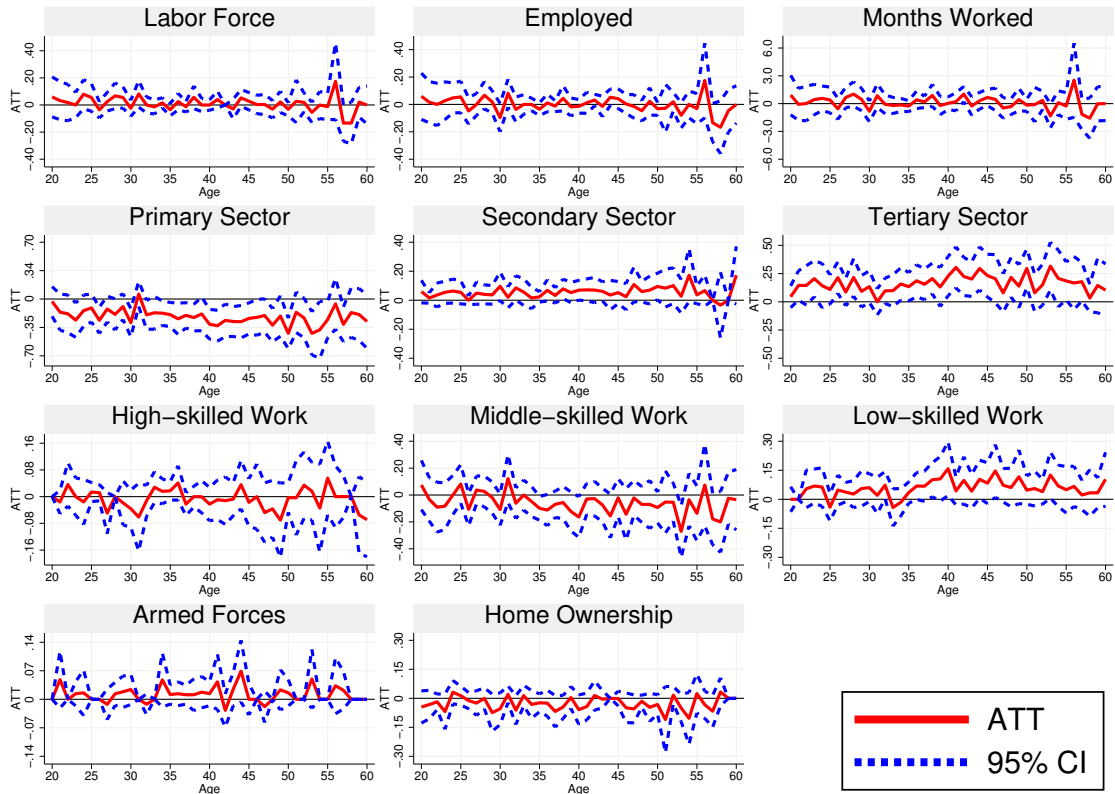 Labor Force
ATT
-.40 -.20 0 .20 .40
20 25 30 35 40 45 50 55 60
Age
Employed
ATT
-.40 -.20 0 .20 .40
20 25 30 35 40 45 50 55 60
Age
Months Worked
ATT
-6.0 -3.0 0 3.0 6.0
20 25 30 35 40 45 50 55 60
Age
Primary Sector
ATT
-.70 -.35 0 .34 .70
20 25 30 35 40 45 50 55 60
Age
Secondary Sector
ATT
-.40 -.20 0 .20 .40
20 25 30 35 40 45 50 55 60
Age
Tertiary Sector
ATT
-.50 -.25 0 .25 .50
20 25 30 35 40 45 50 55 60
Age
High-skilled Work
ATT
-.16 -.08 0 .08 .16
20 25 30 35 40 45 50 55 60
Age
Middle-skilled Work
ATT
-.40 -.20 0 .20 .40
20 25 30 35 40 45 50 55 60
Age
Low-skilled Work
ATT
-.30 -.15 0 .15 .30
20 25 30 35 40 45 50 55 60
Age
Armed Forces
ATT
-.14 -.07 0 .07 .14
20 25 30 35 40 45 50 55 60
Age
Home Ownership
ATT
-.30 -.15 0 .15 .30
20 25 30 35 40 45 50 55 60
Age
ATT
95% CI